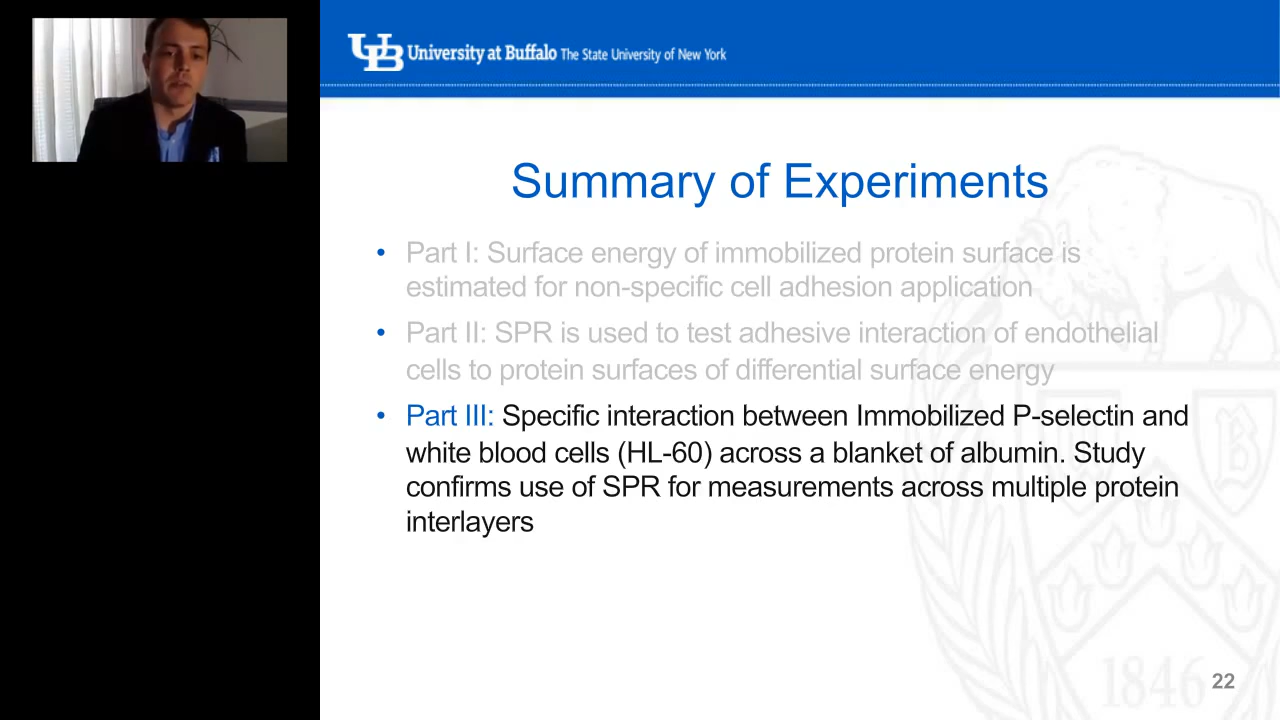 UB University at Buffalo The State University of New York
Summary of Experiments
• Part I: Surface energy of immobilized protein surface is
estimated for non-specific cell adhesion application
• Part II: SPR is used to test adhesive interaction of endothelial
cells to protein surfaces of differential surface energy
• Part III: Specific interaction between Immobilized P-selectin and
white blood cells (HL-60) across a blanket of albumin. Study
confirms use of SPR for measurements across multiple protein
interlayers
B
1846
22